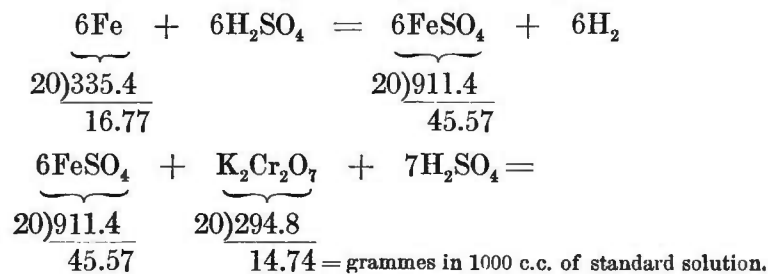 6Fe + 6H₂SO₄ = 6FeSO₄ + 6H₂
20)335.4 20)911.4
16.77 45.57
6FeSO₄ + K₂Cr₂O₇ + 7H₂SO₄ =
20)911.4 20)294.8
45.57 14.74 = grammes in 1000 c.c. of standard solution.